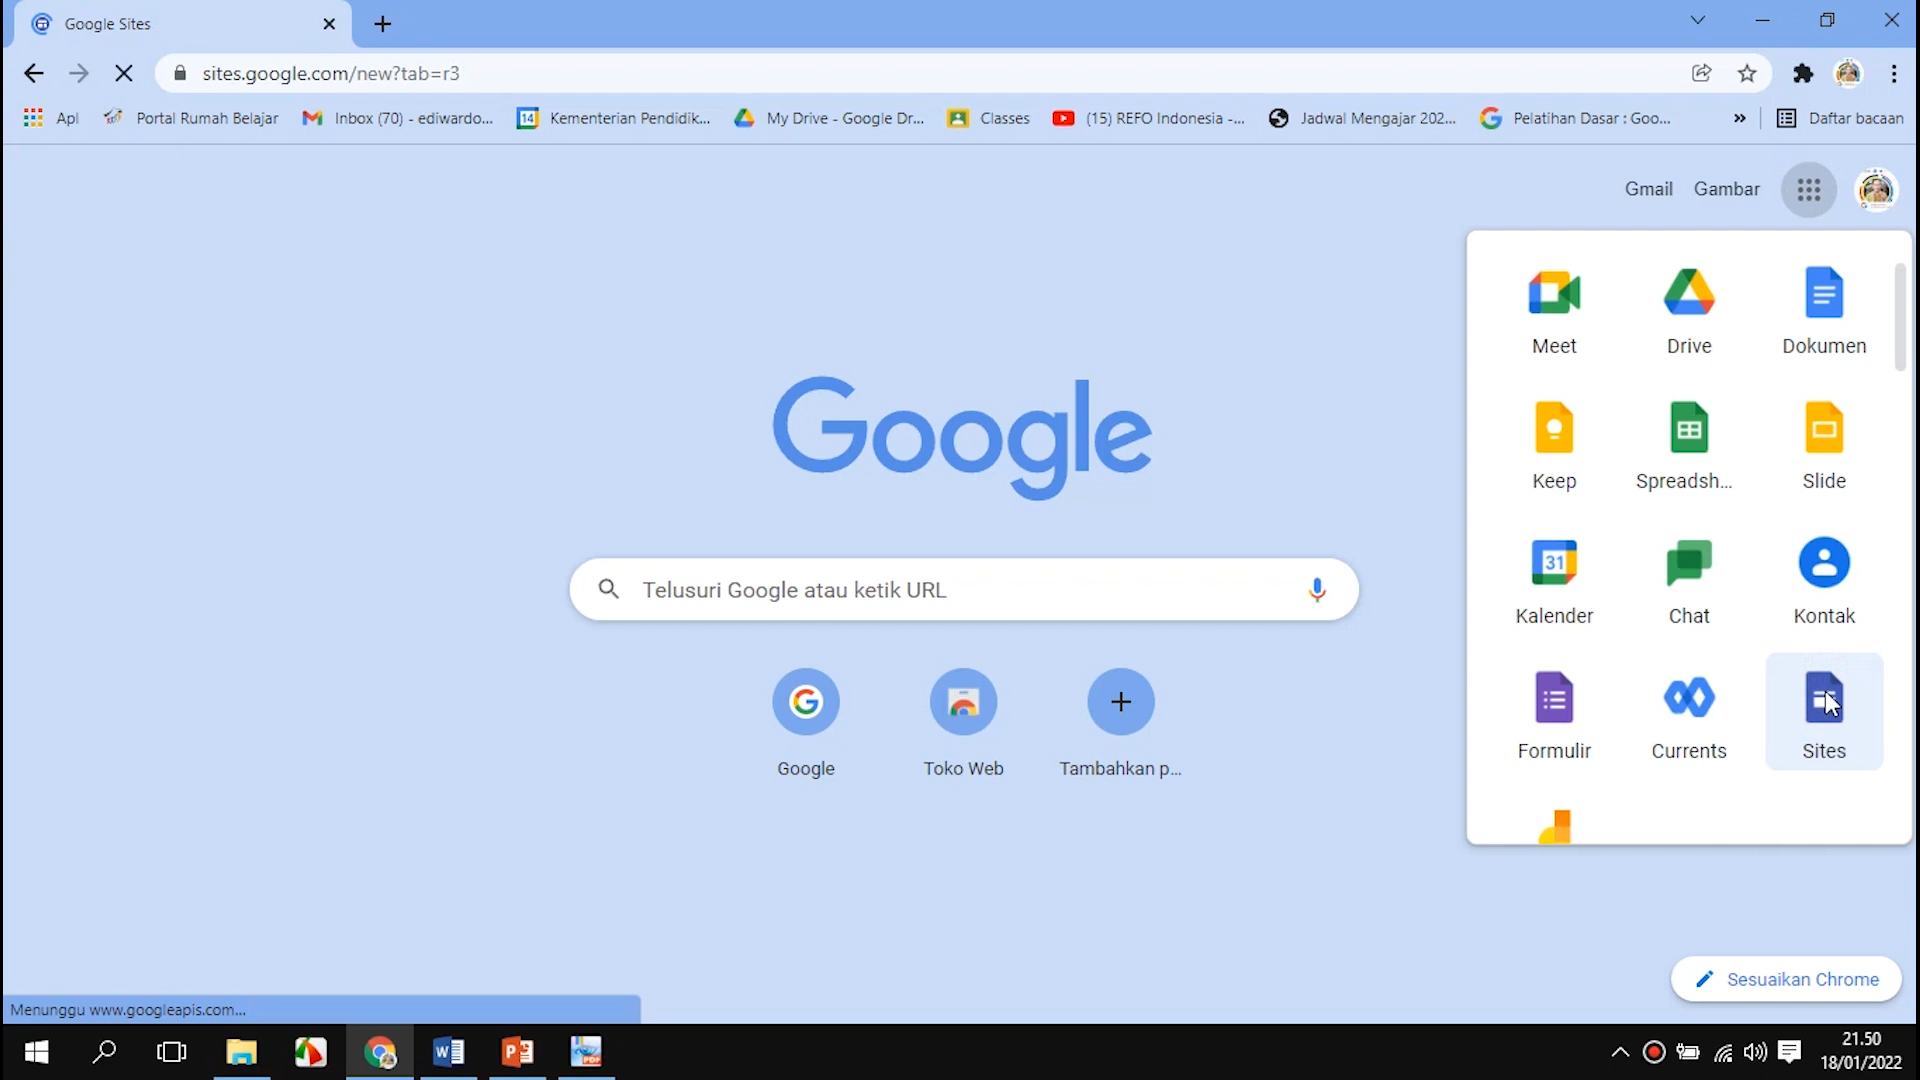 Google Sites
sites.google.com/new?tab=r3
Apl
Portal Rumah Belajar
Inbox (70) - ediwardo...
14
Kementerian Pendidik...
My Drive - Google Dr...
Classes
(15) REFO Indonesia -...
Jadwal Mengajar 202...
Pelatihan Dasar : Goo...
»
Daftar bacaan
Gmail
Gambar
Meet
Drive
Dokumen
Google
Keep
Spreadsh...
Slide
31
Kalender
Chat
Kontak
Telusuri Google atau ketik URL
Formulir
Currents
Sites
Google
Toko Web
Tambahkan p...
Sesuaikan Chrome
Menunggu www.googleapis.com...
21.50
18/01/2022